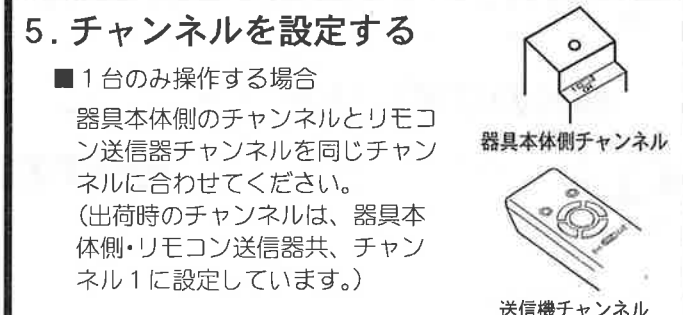 5.チャンネルを設定する
■1台のみ操作する場合
器具本体側のチャンネルとリモコ
ン送信器チャンネルを同じチャン
ネルに合わせてください。
(出荷時のチャンネルは、器具本
体側・リモコン送信器共、チャン
ネル1に設定しています。)
器具本体側チャンネル
送信機チャンネル